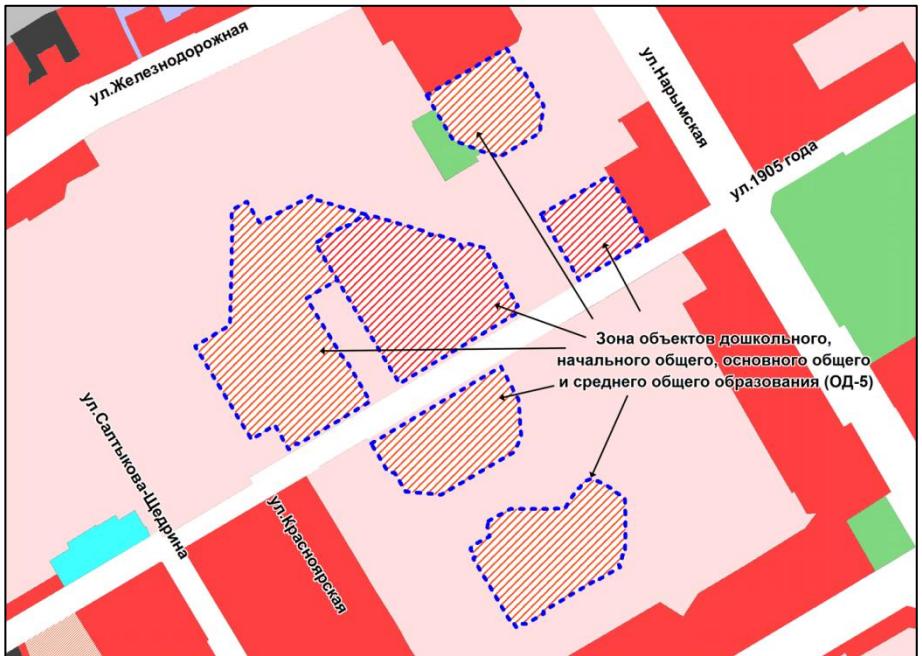 ул.Железнодорожная
ул.Нарымская
ул.1905 года
Зона объектов дошкольного,
начального общего, основного общего
и среднего общего образования (ОД-5)
ул.Салтыкова-Щедрина
ул.Красноярская